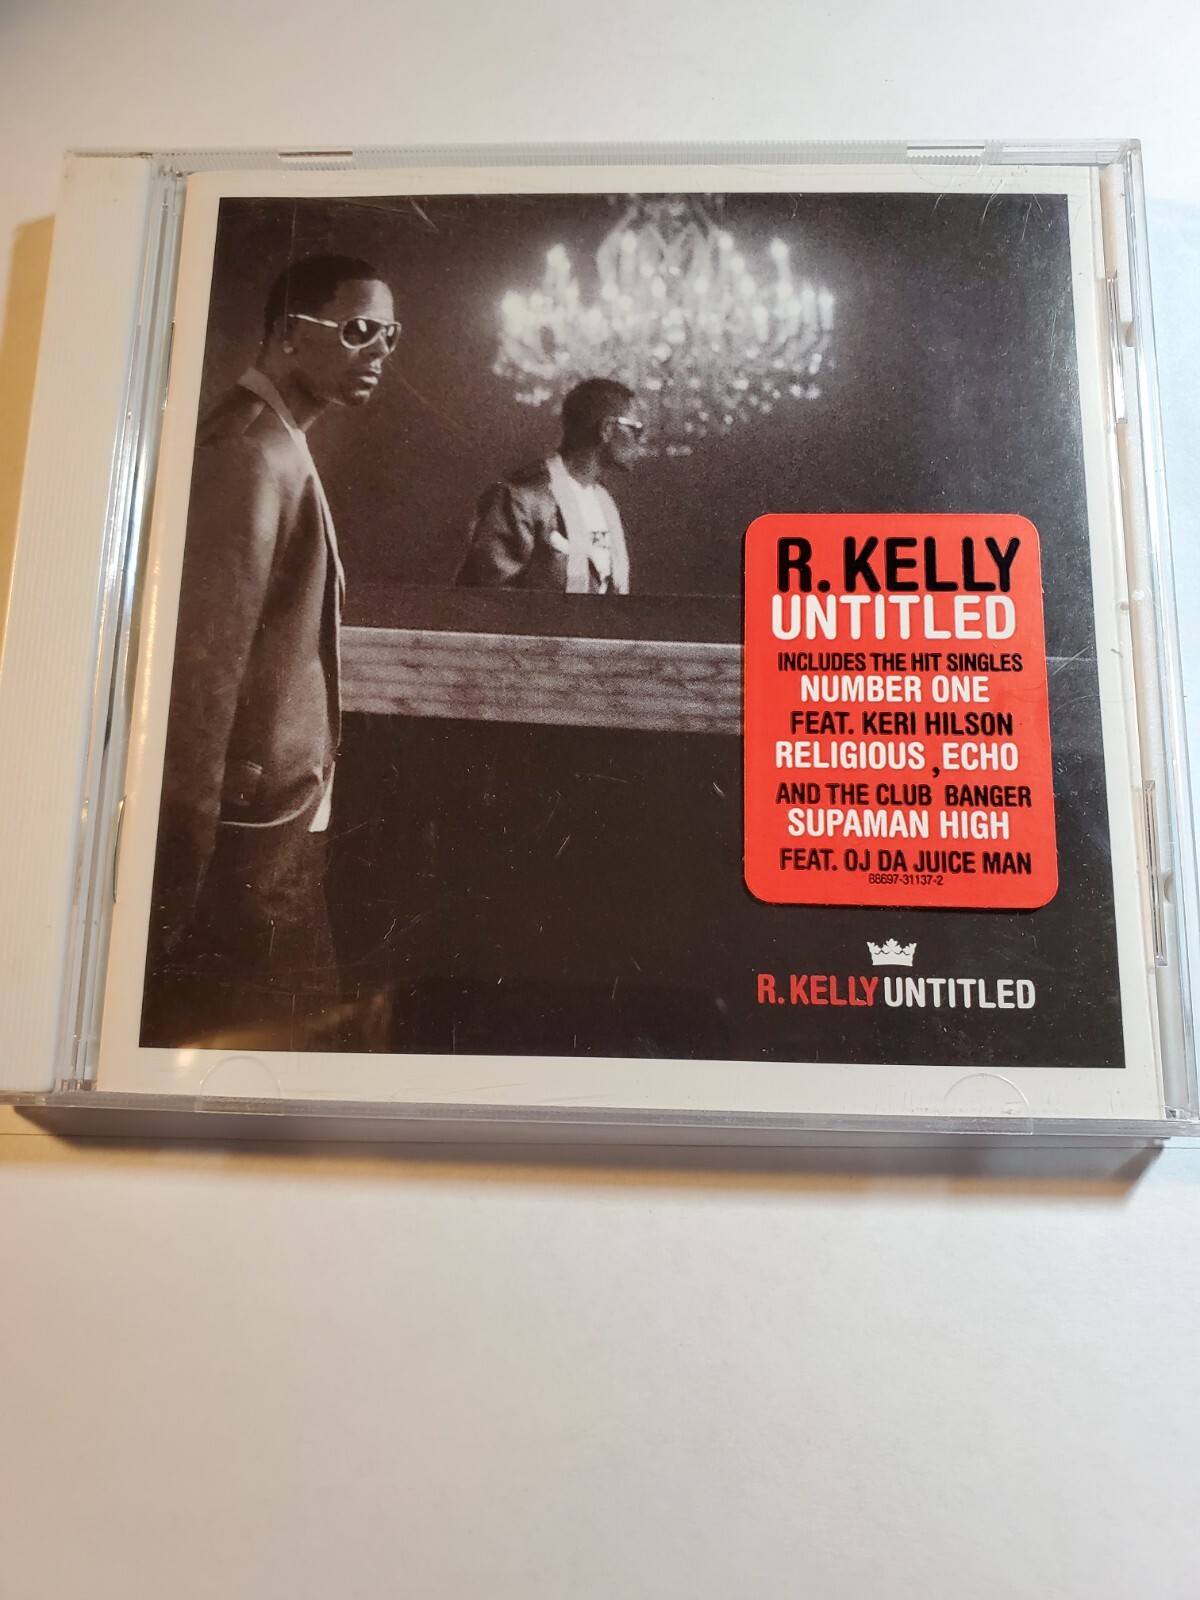 R. KELLY
UNTITLED
INCLUDES THE HIT SINGLES
NUMBER ONE
FEAT. KERI HILSON
RELIGIOUS, ECHO
AND THE CLUB BANGER
SUPAMAN HIGH
FEAT. OJ DA JUICE MAN
88697-31137-2
R. KELLY UNTITLED